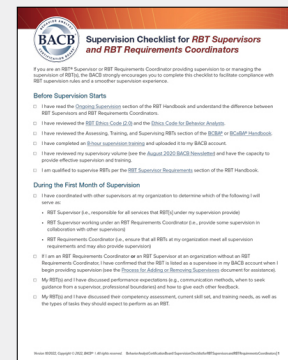 BACB
Supervision Checklist for RBT Supervisors
and RBT Requirements Coordinators
If you are an RBT® Supervisor or RBT Requirements Coordinator providing supervision to or managing the
supervision of RBT(s), the BACB strongly encourages you to complete this checklist to facilitate compliance with
RBT supervision rules and a smoother supervision experience.
Before Supervision Starts
I have read the Ongoing Supervision section of the RBT Handbook and understand the difference between
RBT Supervisors and RBT Requirements Coordinators.
I have reviewed the RBT Ethics Code (2.0) and the Ethics Code for Behavior Analysts.
I have reviewed the Assessing, Training, and Supervising RBTs section of the BCBA® or BCaBA® Handbook.
I have completed an 8-hour supervision training and uploaded it to my BACB account.
I have reviewed my supervisory volume (see the August 2020 BACB Newsletter) and have the capacity to
provide effective supervision and training.
I am qualified to supervise RBTs per the RBT Supervisor Requirements section of the RBT Handbook.
During the First Month of Supervision
I have coordinated with other supervisors at my organization to determine which of the following I will
serve as:
• RBT Supervisor (i.e., responsible for all services that RBT[s] under my supervision provide)
• RBT Supervisor working under an RBT Requirements Coordinator (i.e., provide some supervision in
collaboration with other supervisors)
• RBT Requirements Coordinator (i.e., ensure that all RBTs at my organization meet all supervision
requirements and may also provide supervision)
If I am an RBT Requirements Coordinator or an RBT Supervisor at an organization without an RBT
Requirements Coordinator, I have confirmed that the RBT is listed as a supervisee in my BACB account when I
begin providing supervision (see the Process for Adding or Removing Supervisees document for assistance).
My RBT(s) and I have discussed performance expectations (e.g., communication methods, when to seek
guidance from a supervisor, professional boundaries) and how to give each other feedback.
My RBT(s) and I have discussed their competency assessment, current skill set, and training needs, as well as
the types of tasks they should expect to perform as an RBT.